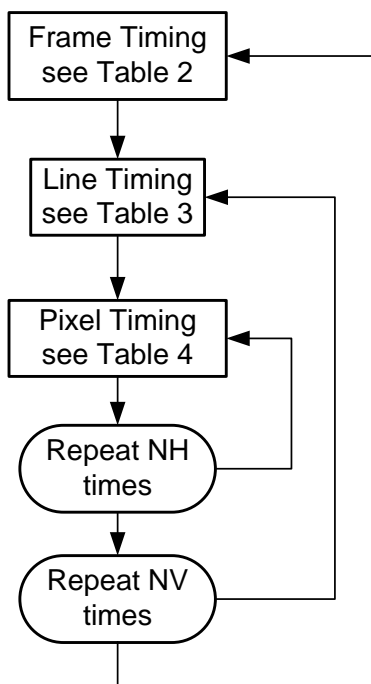 Frame Timing
see Table 2
Line Timing
see Table 3
Pixel Timing
see Table 4
Repeat NH
times
Repeat NV
times